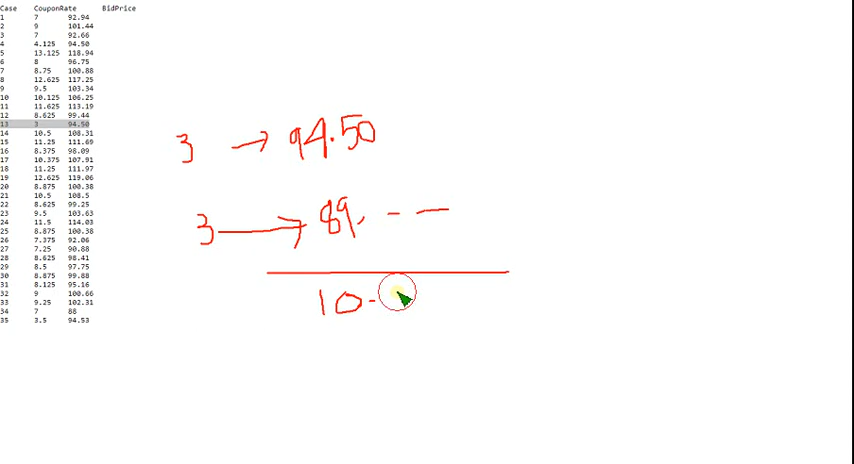 Case CouponRate BidPrice
1 7 92.94
2 9 101.44
3 7 92.66
4 4.125 94.50
5 13.125 118.94
6 8 96.75
7 8.75 100.88
8 12.625 117.25
9 9.5 103.34
10 10.125 106.25
11 11.625 113.19
12 8.625 99.44
13 3 94.50
14 10.5 108.31
15 11.25 111.69
16 8.375 98.09
17 10.375 107.91
18 11.25 111.97
19 12.625 119.06
20 8.875 100.38
21 10.5 108.5
22 8.625 99.25
23 9.5 103.63
24 11.5 114.03
25 8.875 100.38
26 7.375 92.06
27 7.25 90.88
28 8.625 98.41
29 8.5 97.75
30 8.875 99.88
31 8.125 95.16
32 9 100.66
33 9.25 102.31
34 7 88
35 3.5 94.53
3 → 94.50
3 → 89. - -
10 -